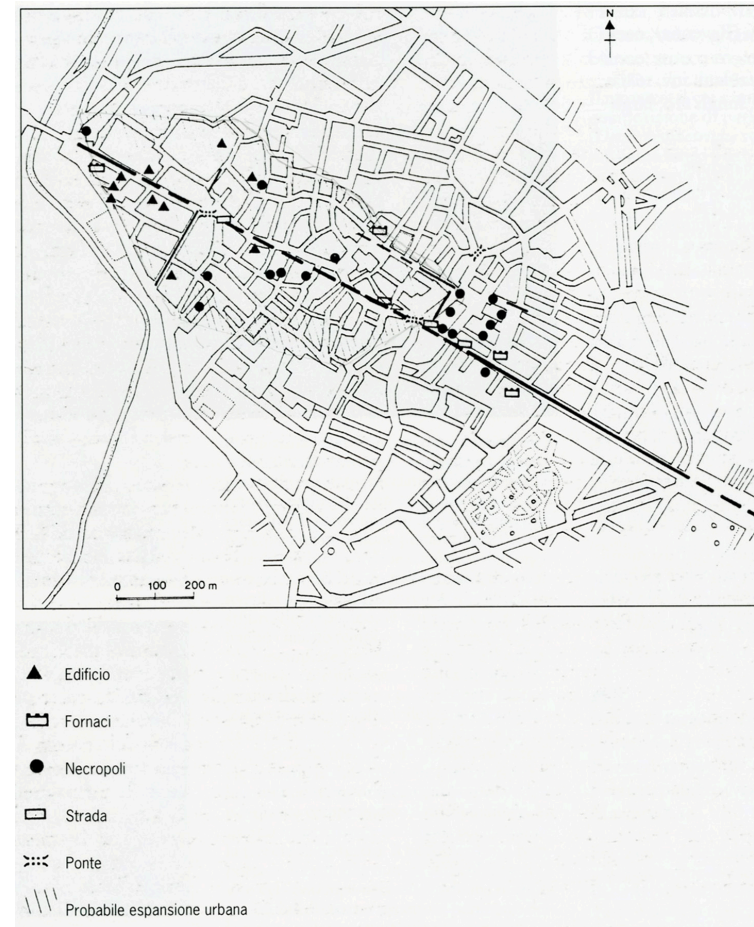 N
0 100 200 m
Edificio
Fornaci
Necropoli
Strada
Ponte
Probabile espansione urbana